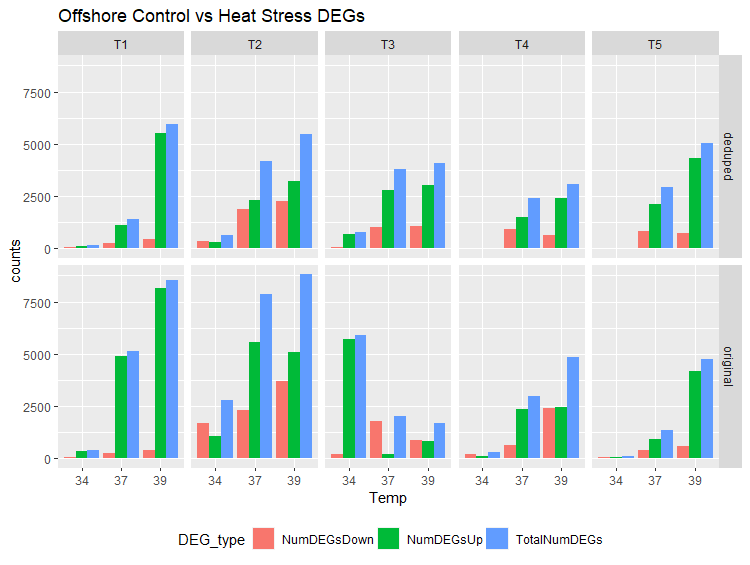 Offshore Control vs Heat Stress DEGs
T1 T2 T3 T4 T5
7500
5000
2500
0
deduped
counts
7500
5000
2500
0
original
34 37 39 34 37 39 34 37 39 34 37 39 34 37 39
Temp
DEG_type NumDEGsDown NumDEGsUp TotalNumDEGs